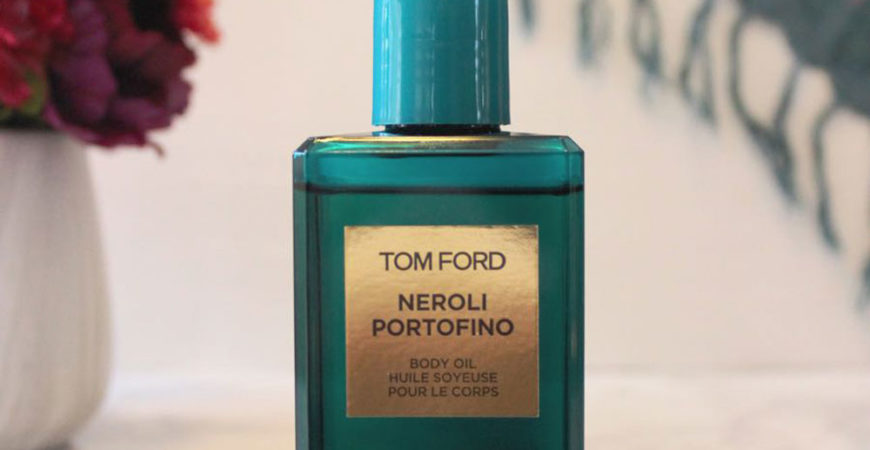 TOM FORD
NEROLI
PORTOFINO
BODY OIL
HUILE SOYEUSE
POUR LE CORPS